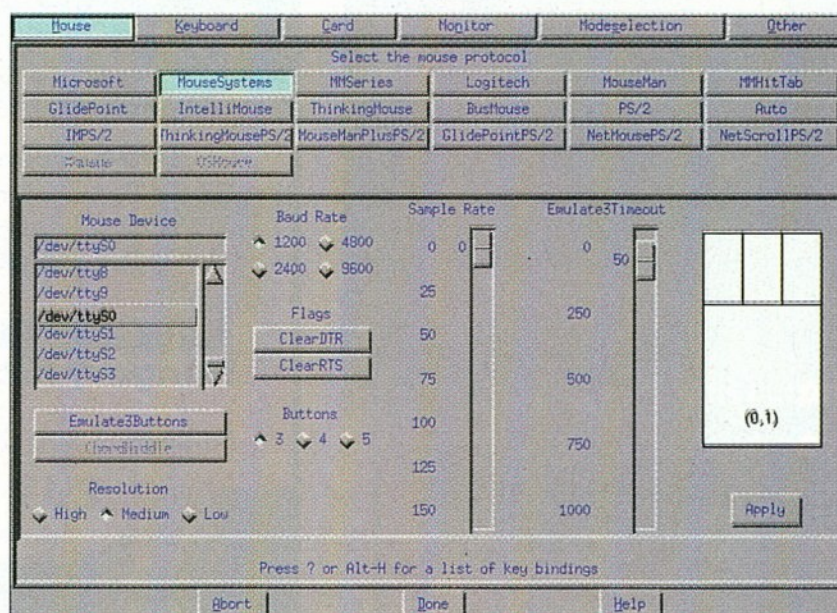 Mouse Keyboard Card Monitor Modeselection Other
Select the mouse protocol
Microsoft MouseSystems MMSeries Logitech MouseMan MMHitTab
GlidePoint IntelliMouse ThinkingMouse BusMouse PS/2 Auto
IMPS/2 ThinkingMousePS/2 MouseManPlusPS/2 GlidePointPS/2 NetMousePS/2 NetScrollPS/2
Xqueue OSMouse
Mouse Device
/dev/ttyS0
/dev/tty8
/dev/tty9
/dev/ttyS0
/dev/ttyS1
/dev/ttyS2
/dev/ttyS3
Emulate3Buttons
ChordMiddle
Resolution
High Medium Low
Baud Rate
1200 4800
2400 9600
Flags
ClearDTR
ClearRTS
Buttons
3 4 5
Sample Rate
0 0
25
50
75
100
125
150
Emulate3Timeout
0
50
250
500
750
1000
(0,1)
Apply
Press ? or Alt-H for a list of key bindings
Abort Done Help